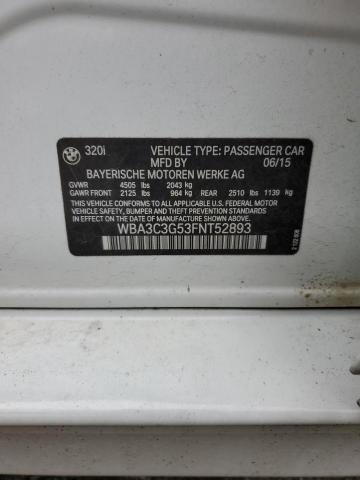 320i VEHICLE TYPE: PASSENGER CAR
MFD BY 06/15
BAYERISCHE MOTOREN WERKE AG
GVWR 4505 lbs 2043 kg
GAWR FRONT 2125 lbs 964 kg REAR 2510 lbs 1139 kg
THIS VEHICLE CONFORMS TO ALL APPLICABLE
U.S. FEDERAL MOTOR VEHICLE SAFETY, BUMPER,
AND THEFT PREVENTION STANDARDS IN EFFECT ON
THE DATE OF MANUFACTURE SHOWN ABOVE.
WBA3C3G53FNT52893